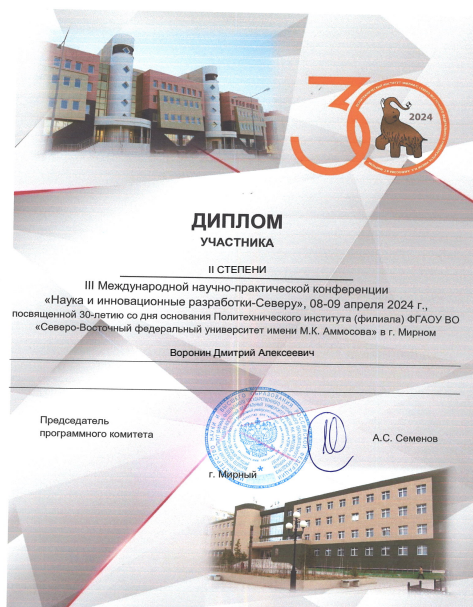 30
2024
ДИПЛОМ
УЧАСТНИКА
II СТЕПЕНИ
III Международной научно-практической конференции
«Наука и инновационные разработки-Северу», 08-09 апреля 2024 г.,
посвященной 30-летию со дня основания Политехнического института (филиала) ФГАОУ ВО
«Северо-Восточный федеральный университет имени М.К. Аммосова» в г. Мирном
Воронин Дмитрий Алексеевич
Председатель
программного комитета
А.С. Семенов
г. Мирный